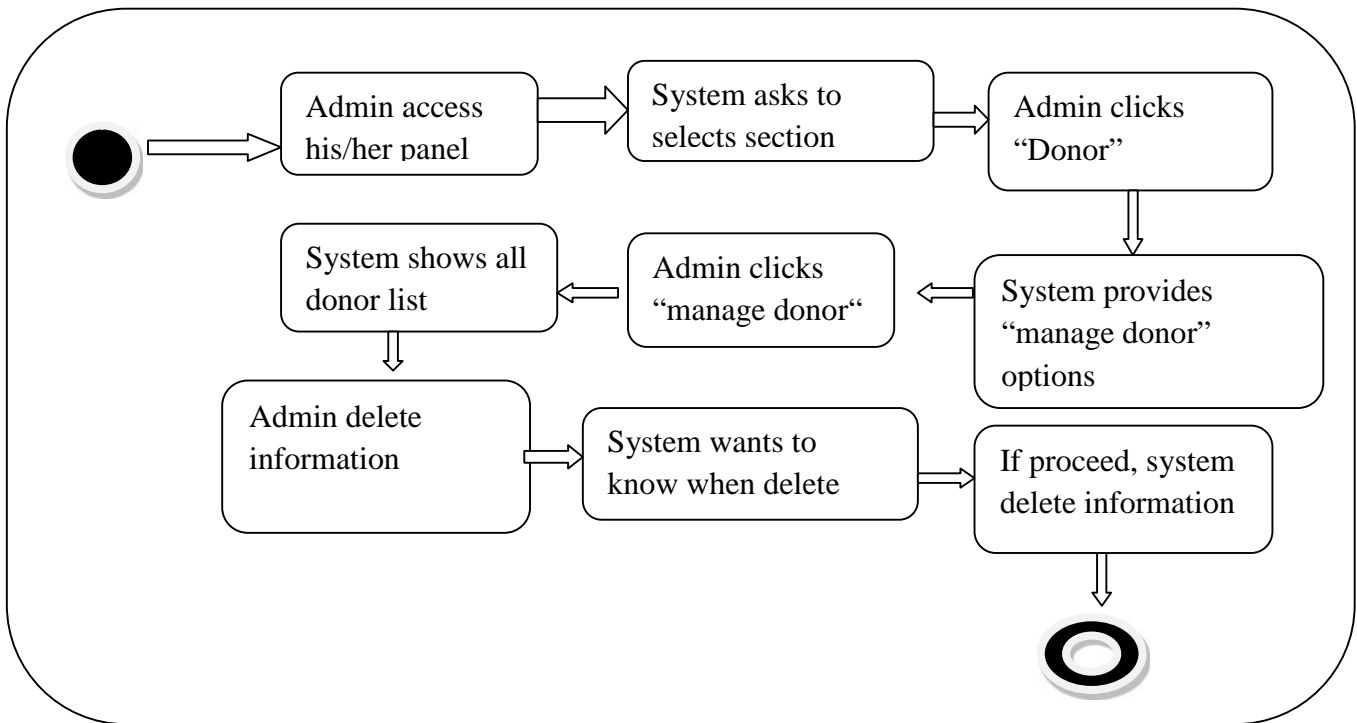 Admin access
his/her panel
System asks to
selects section
Admin clicks
“Donor”
System provides
“manage donor”
options
Admin clicks
“manage donor“
System shows all
donor list
Admin delete
information
System wants to
know when delete
If proceed, system
delete information